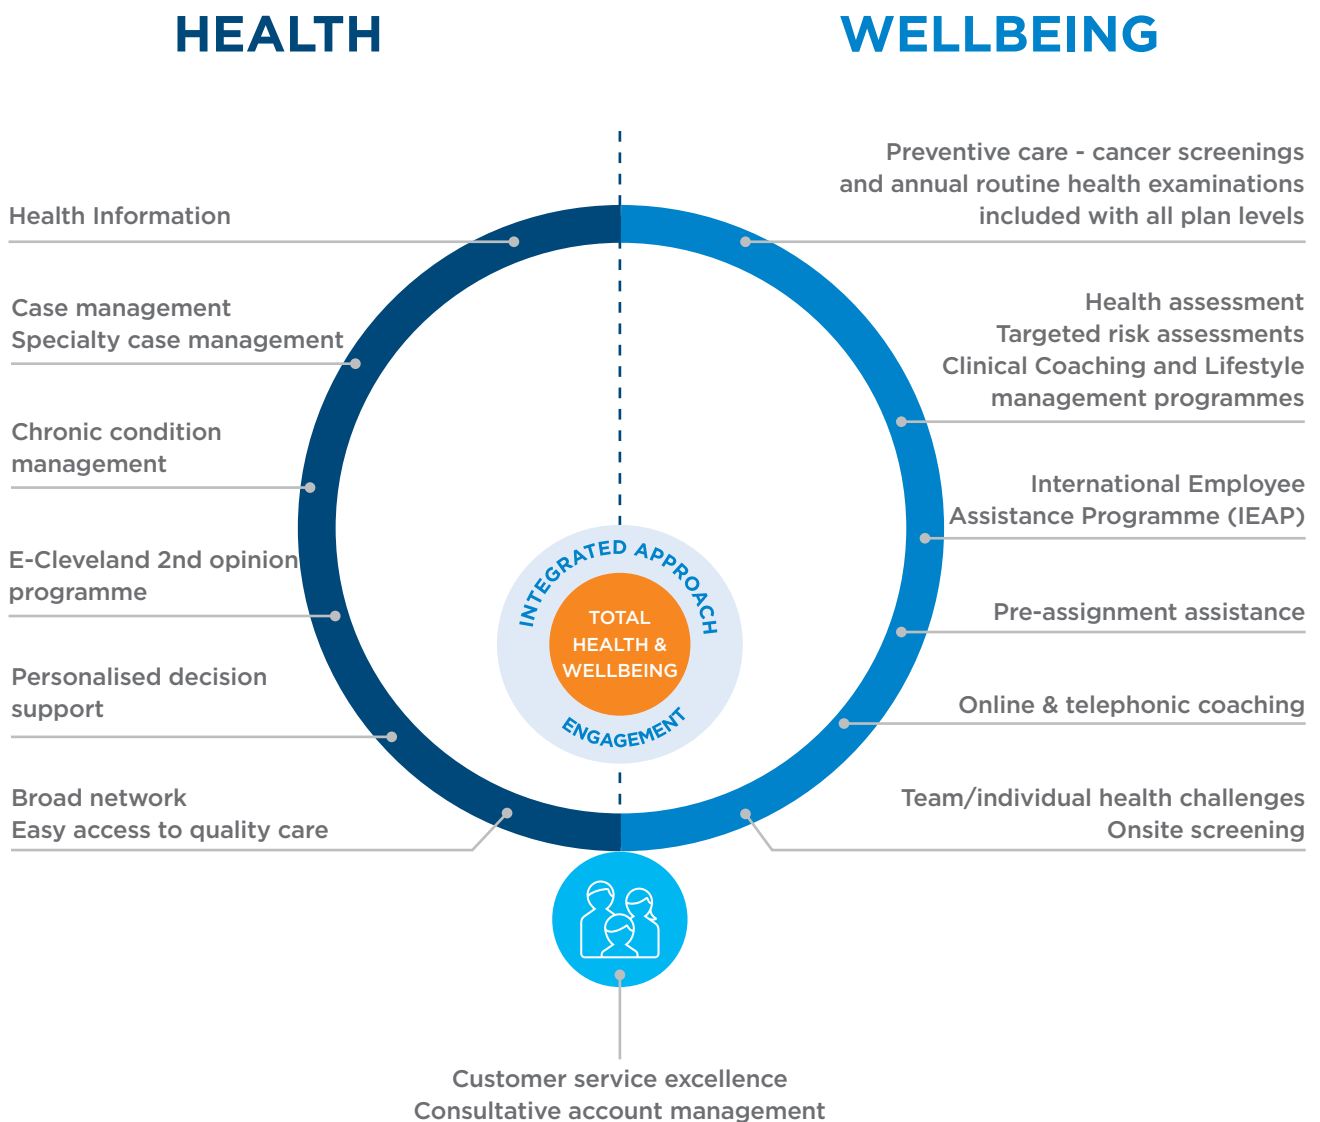 HEALTH
WELLBEING
Health Information
Case management
Specialty case management
Chronic condition
management
E-Cleveland 2nd opinion
programme
Personalised decision
support
Broad network
Easy access to quality care
Preventive care - cancer screenings
and annual routine health examinations
included with all plan levels
Health assessment
Targeted risk assessments
Clinical Coaching and Lifestyle
management programmes
International Employee
Assistance Programme (IEAP)
Pre-assignment assistance
Online & telephonic coaching
Team/individual health challenges
Onsite screening
INTEGRATED APPROACH
TOTAL
HEALTH &
WELLBEING
ENGAGEMENT
Customer service excellence
Consultative account management